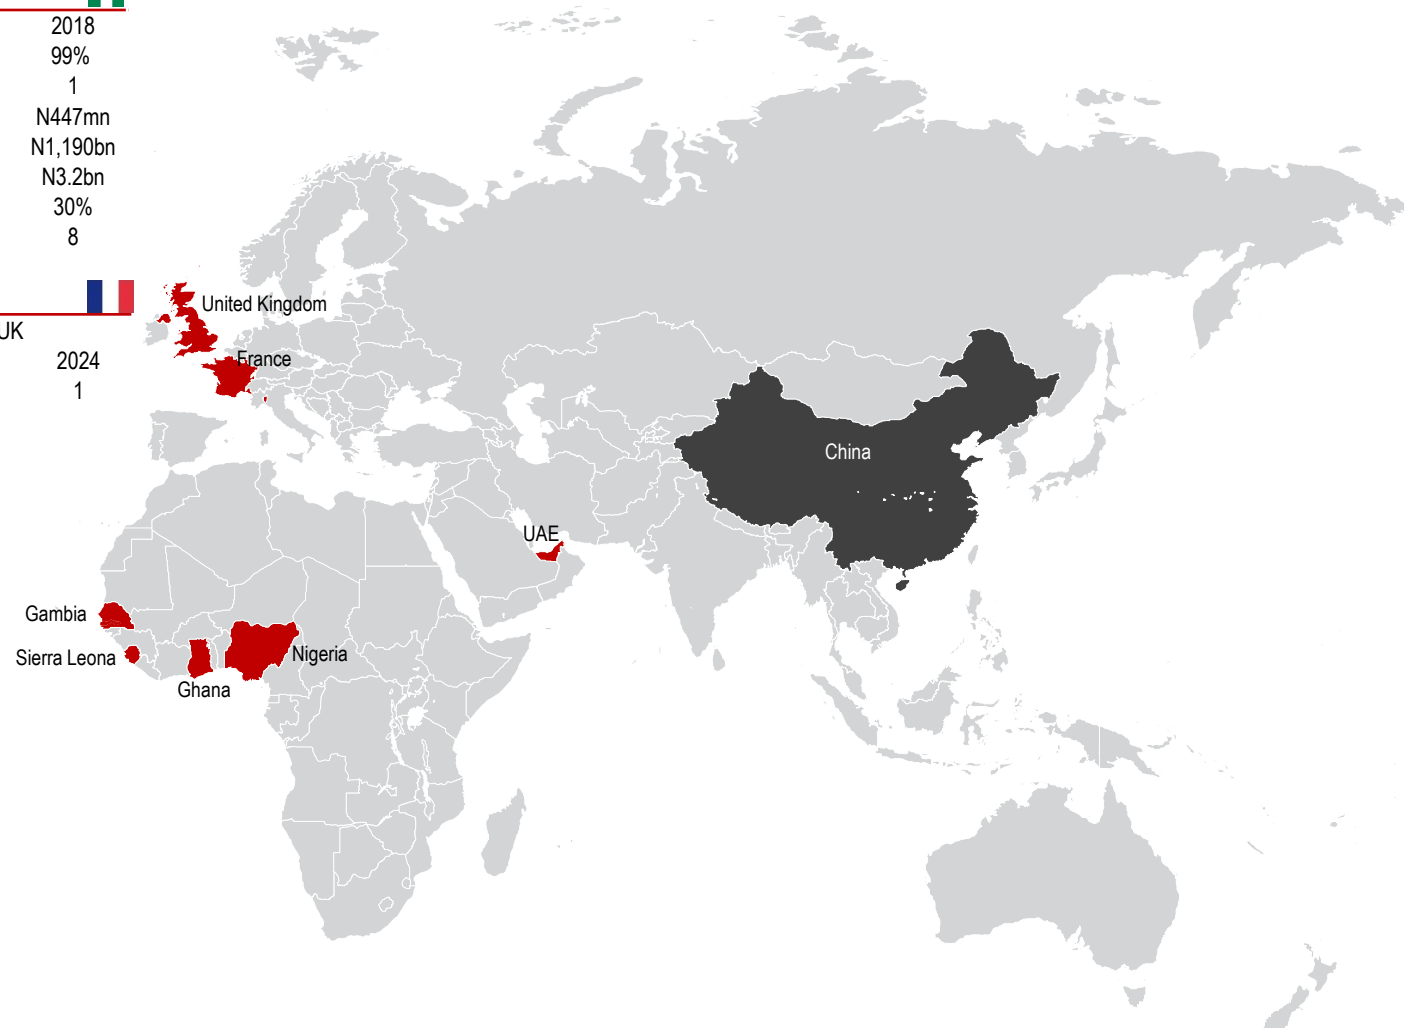 2018
99%
1
N447mn
N1,190bn
N3.2bn
30%
8
UK
2024
1
United Kingdom
France
China
UAE
Gambia
Sierra Leona
Nigeria
Ghana